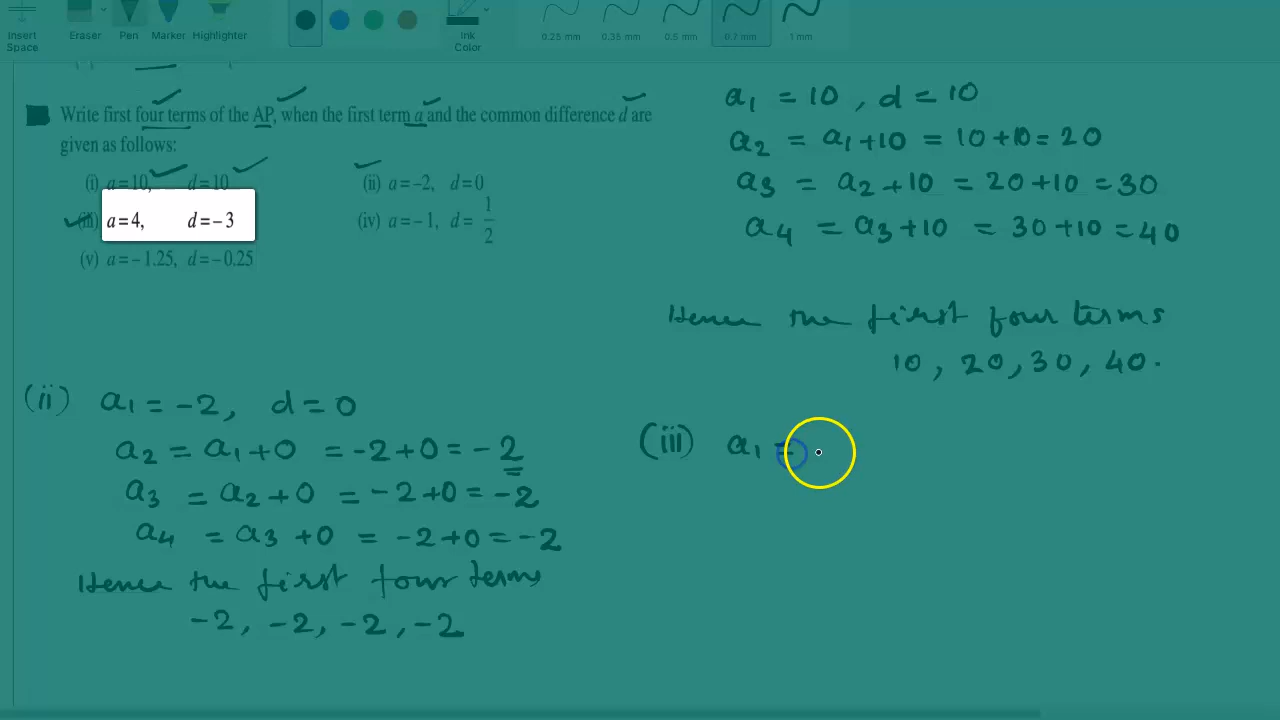 Insert Space
Eraser
Pen
Marker
Highlighter
Ink Color
0.25 mm
0.35 mm
0.5 mm
0.7 mm
1 mm
Write first four terms of the AP, when the first term a and the common difference d are
given as follows:
(i) a=10, d=10
(ii) a=–2, d=0
(iii) a=4, d=–3
(iv) a=–1, d= 1/2
(v) a=–1.25, d=–0.25
a1 = 10, d = 10
a2 = a1+10 = 10+10 = 20
a3 = a2+10 = 20+10 = 30
a4 = a3+10 = 30+10 = 40
Hence the first four terms
10, 20, 30, 40.
(ii) a1 = -2, d = 0
a2 = a1+0 = -2+0 = -2
a3 = a2+0 = -2+0 = -2
a4 = a3+0 = -2+0 = -2
Hence the first four terms
-2, -2, -2, -2
(iii) a1 =